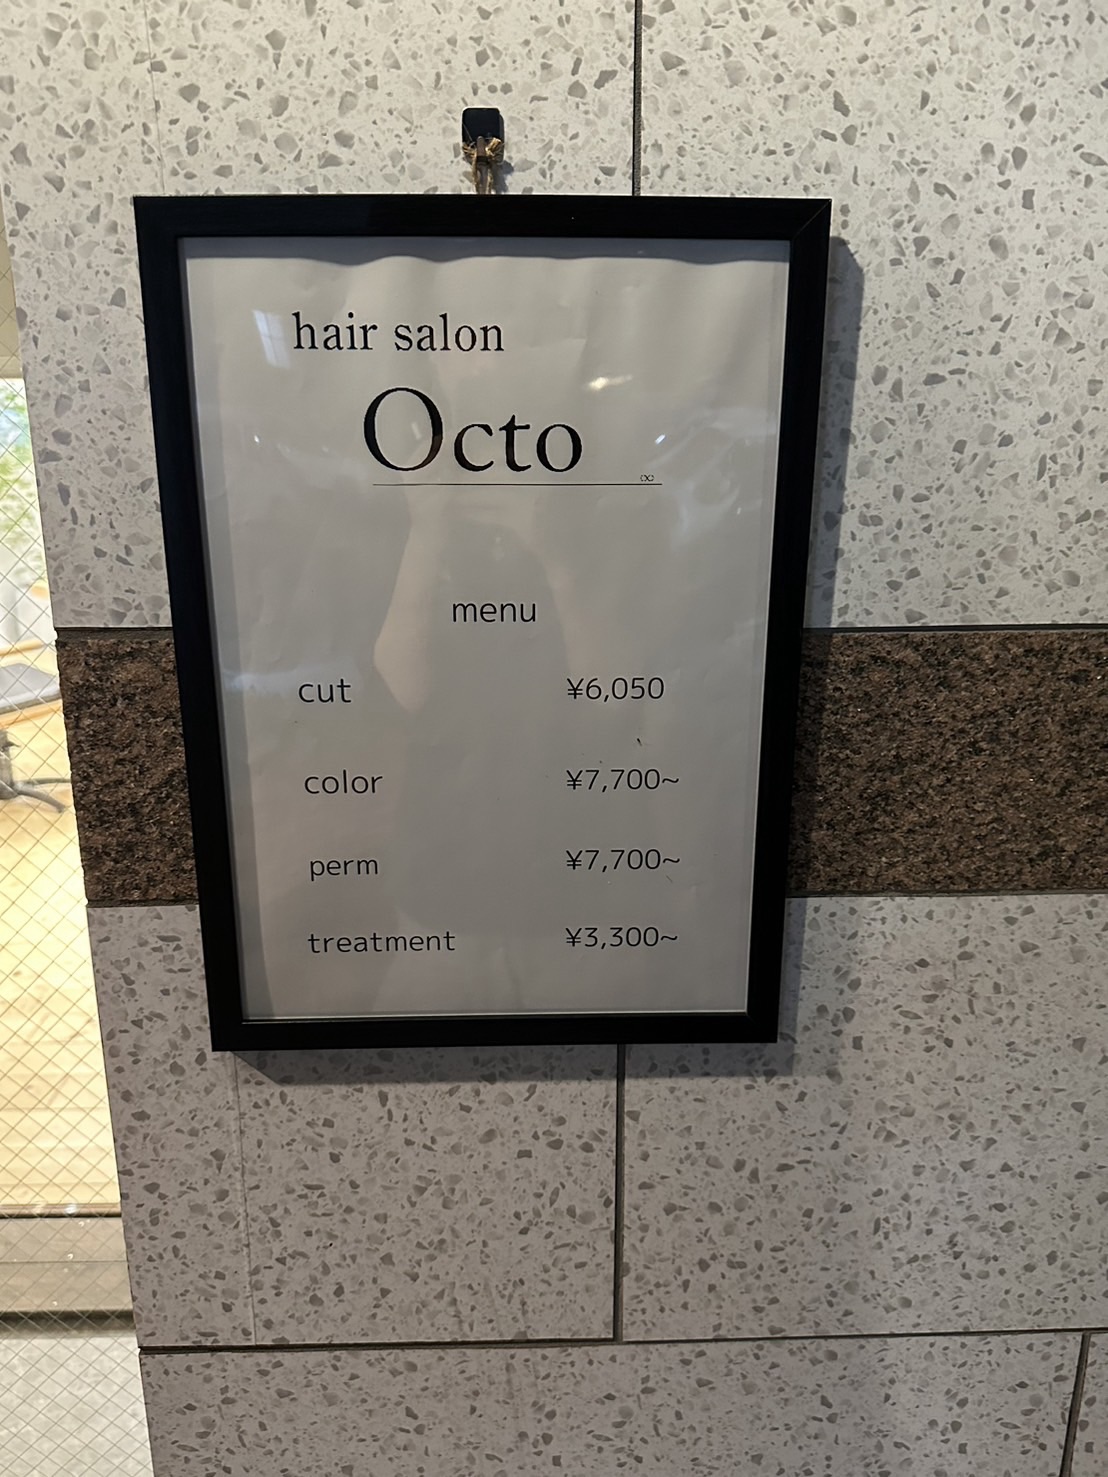 hair salon
Octo
∞
menu
cut ¥6,050
color ¥7,700~
perm ¥7,700~
treatment ¥3,300~